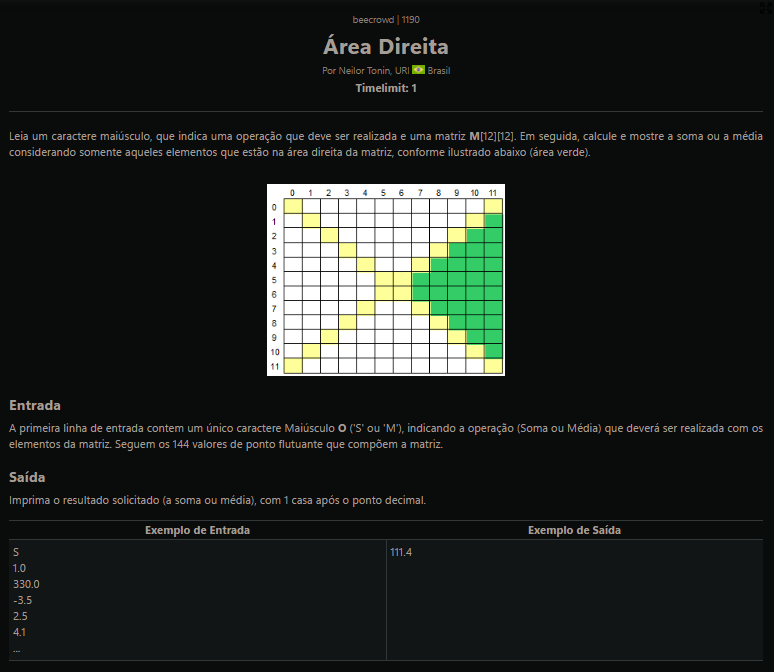 beecrowd | 1190
Área Direita
Por Neilor Tonin, URI Brasil
Timelimit: 1
Leia um caractere maiúsculo, que indica uma operação que deve ser realizada e uma matriz M[12][12]. Em seguida, calcule e mostre a soma ou a média
considerando somente aqueles elementos que estão na área direita da matriz, conforme ilustrado abaixo (área verde).
0 1 2 3 4 5 6 7 8 9 10 11
0
1
2
3
4
5
6
7
8
9
10
11
Entrada
A primeira linha de entrada contem um único caractere Maiúsculo O ('S' ou 'M'), indicando a operação (Soma ou Média) que deverá ser realizada com os
elementos da matriz. Seguem os 144 valores de ponto flutuante que compõem a matriz.
Saída
Imprima o resultado solicitado (a soma ou média), com 1 casa após o ponto decimal.
Exemplo de Entrada Exemplo de Saída
S 111.4
1.0
330.0
-3.5
2.5
4.1
...